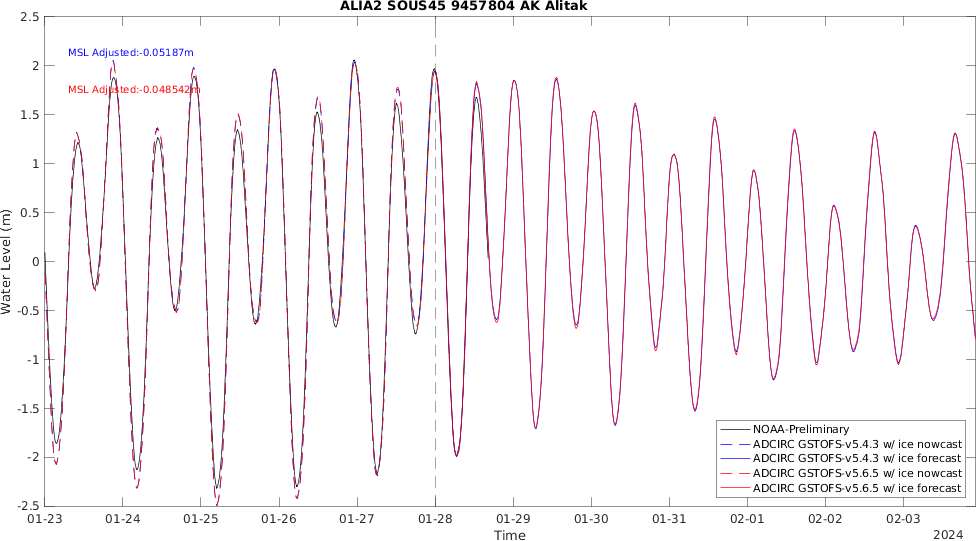 ALIA2 SOUS45 9457804 AK Alitak
2.5
2
1.5
1
0.5
0
-0.5
-1
-1.5
-2
-2.5
Water Level (m)
MSL Adjusted:-0.05187m
MSL Adjusted:-0.048542m
NOAA-Preliminary
ADCIRC GSTOFS-v5.4.3 w/ ice nowcast
ADCIRC GSTOFS-v5.4.3 w/ ice forecast
ADCIRC GSTOFS-v5.6.5 w/ ice nowcast
ADCIRC GSTOFS-v5.6.5 w/ ice forecast
01-23 01-24 01-25 01-26 01-27 01-28 01-29 01-30 01-31 02-01 02-02 02-03
Time
2024